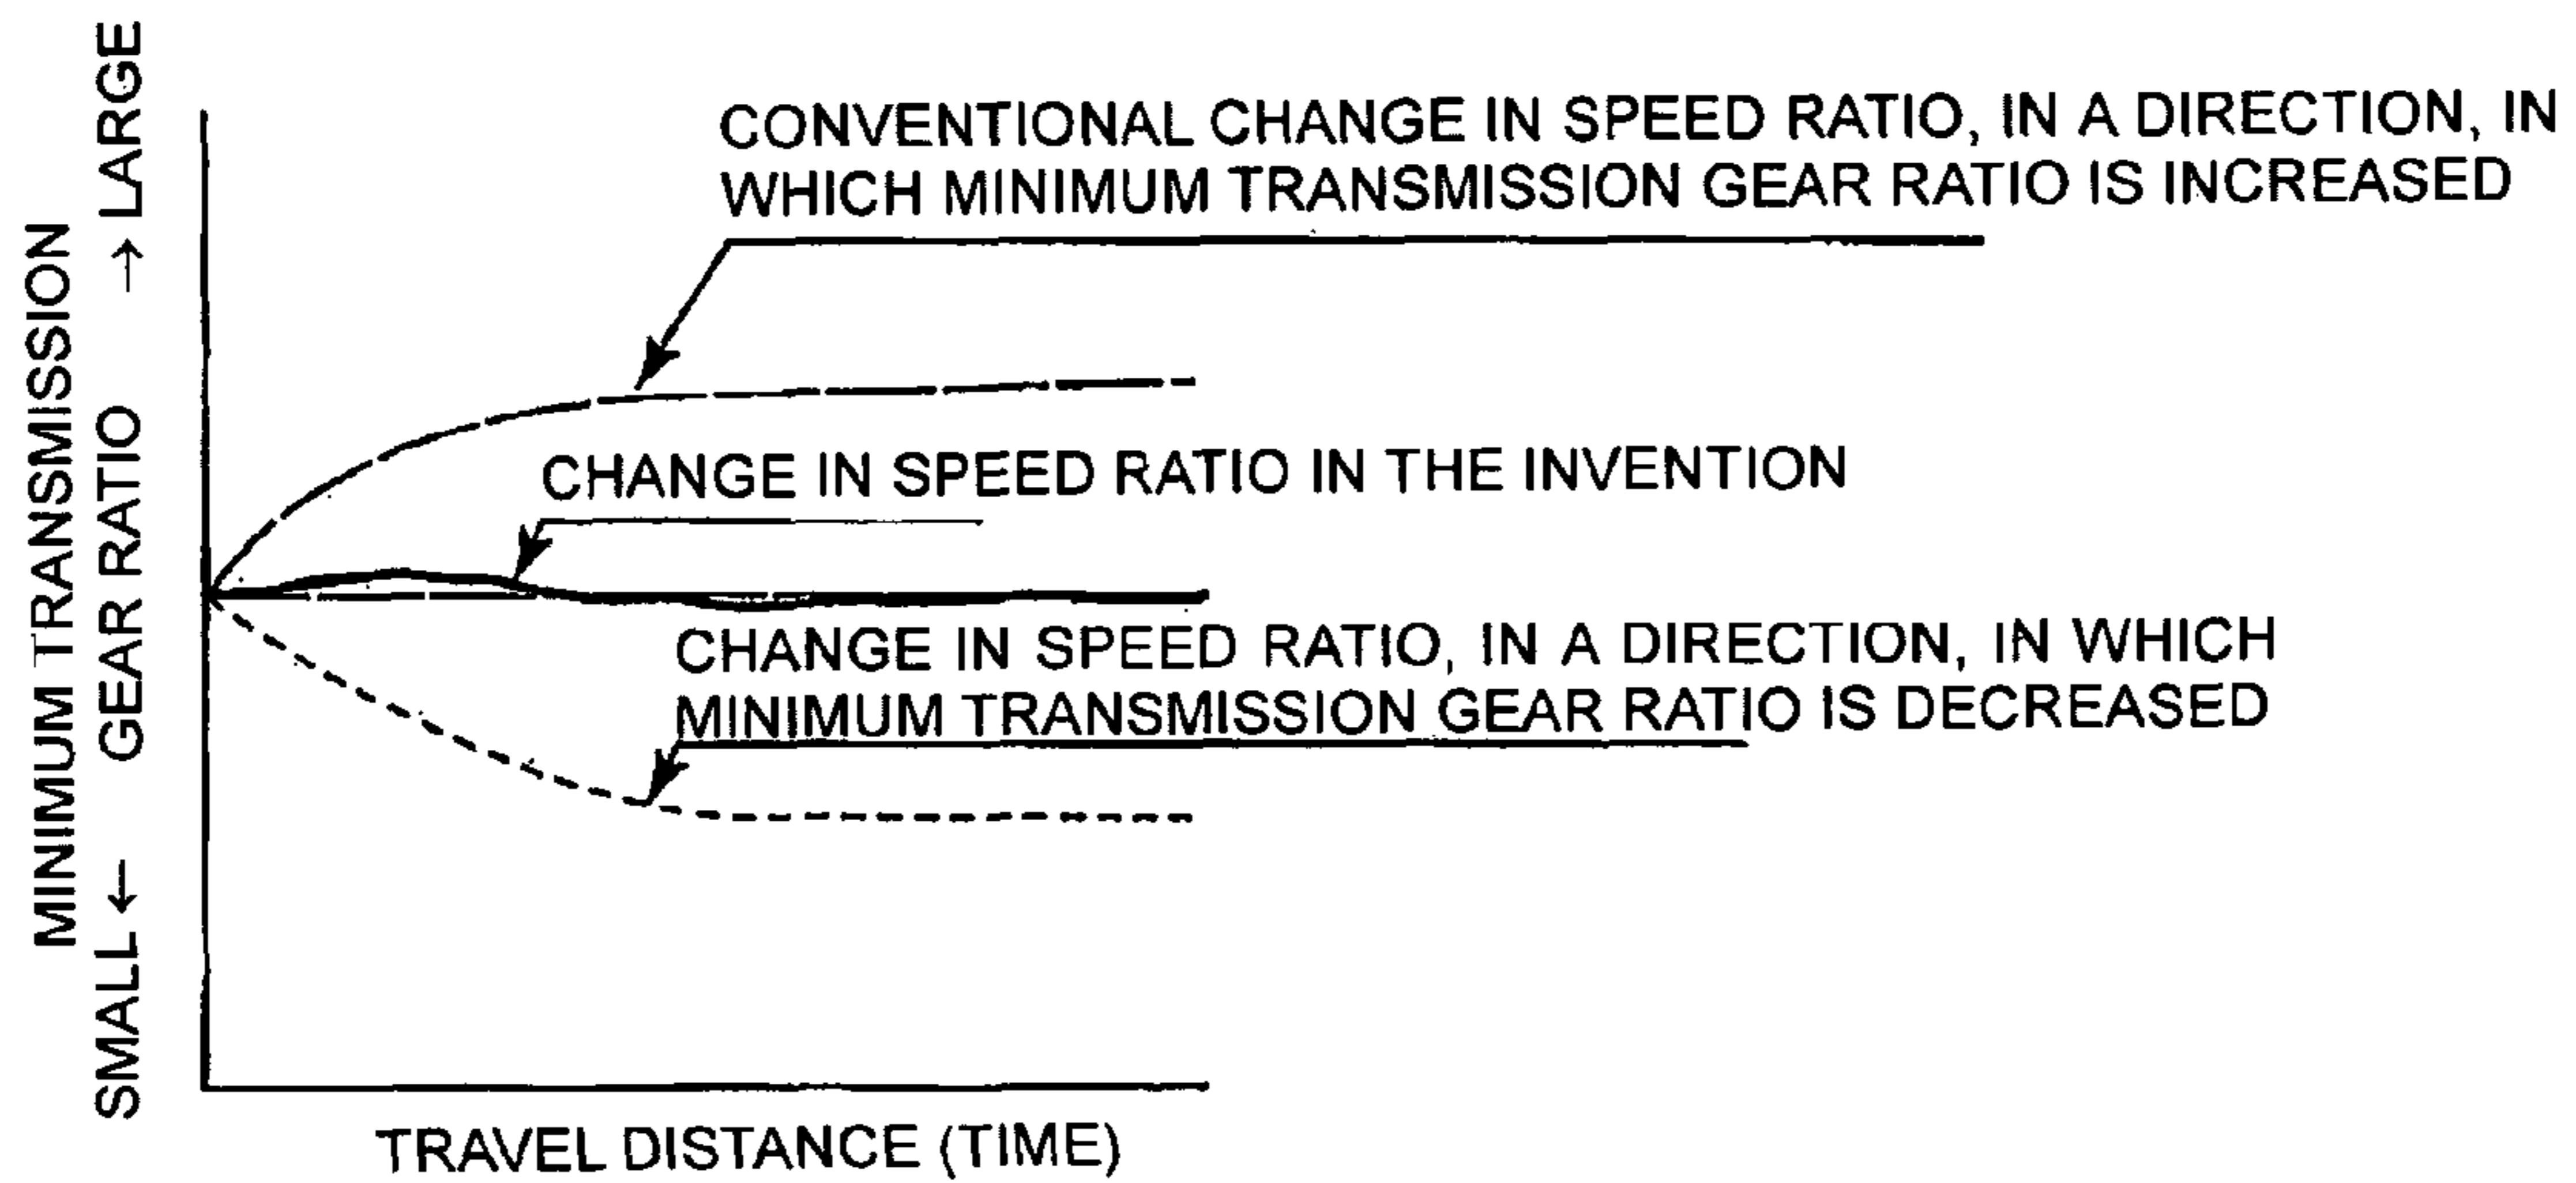 CONVENTIONAL CHANGE IN SPEED RATIO, IN A DIRECTION, IN
WHICH MINIMUM TRANSMISSION GEAR RATIO IS INCREASED
CHANGE IN SPEED RATIO IN THE INVENTION
CHANGE IN SPEED RATIO, IN A DIRECTION, IN WHICH
MINIMUM TRANSMISSION GEAR RATIO IS DECREASED
MINIMUM TRANSMISSION
SMALL ← GEAR RATIO → LARGE
TRAVEL DISTANCE (TIME)